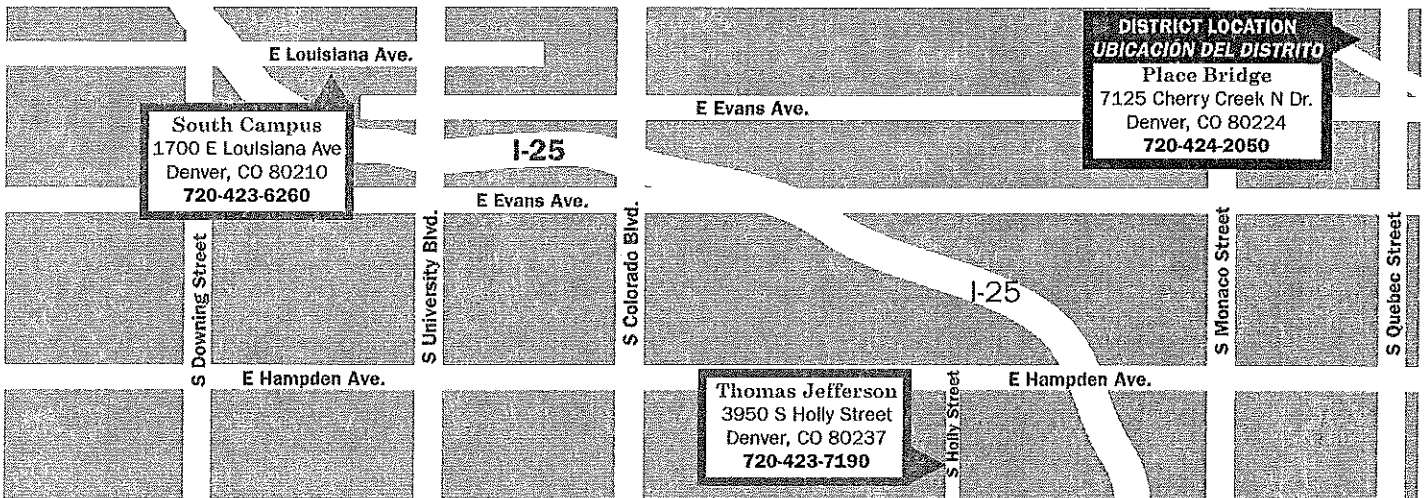 E Louisiana Ave.
DISTRICT LOCATION
UBICACIÓN DEL DISTRITO
Place Bridge
7125 Cherry Creek N Dr.
Denver, CO 80224
720-424-2050
E Evans Ave.
South Campus
1700 E Louisiana Ave
Denver, CO 80210
720-423-6260
I-25
E Evans Ave.
S Downing Street
S University Blvd.
S Colorado Blvd.
I-25
S Monaco Street
S Quebec Street
E Hampden Ave.
Thomas Jefferson
3950 S Holly Street
Denver, CO 80237
720-423-7190
S Holly Street
E Hampden Ave.